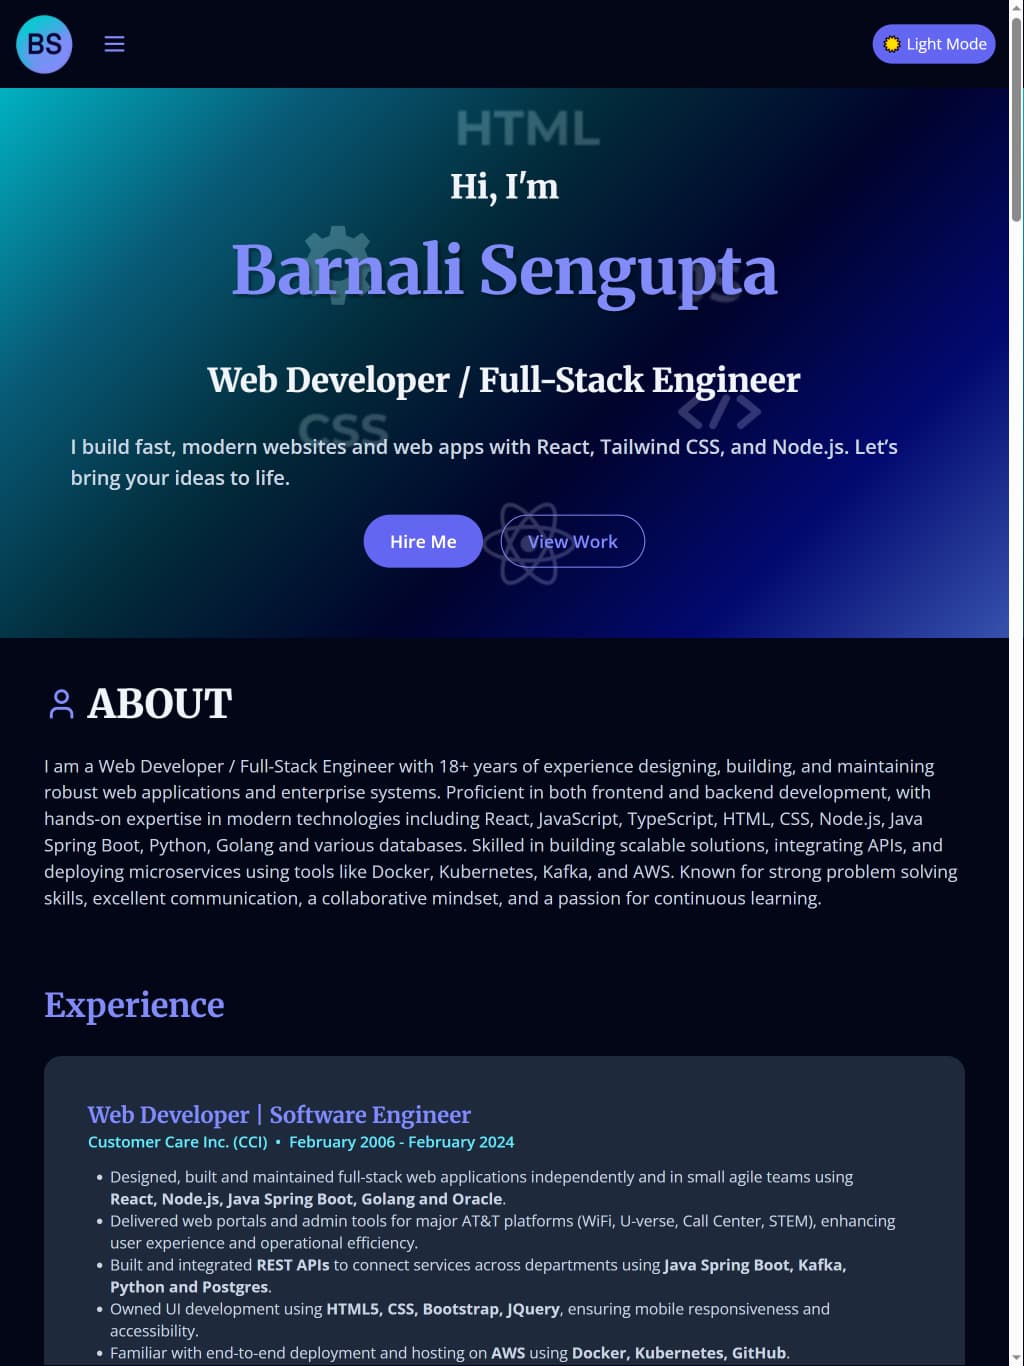 BS
Light Mode
HTML
Hi, I'm
Barnali Sengupta
JS
Web Developer / Full-Stack Engineer
</>
CSS
I build fast, modern websites and web apps with React, Tailwind CSS, and Node.js. Let’s
bring your ideas to life.
Hire Me
View Work
ABOUT
I am a Web Developer / Full-Stack Engineer with 18+ years of experience designing, building, and maintaining
robust web applications and enterprise systems. Proficient in both frontend and backend development, with
hands-on expertise in modern technologies including React, JavaScript, TypeScript, HTML, CSS, Node.js, Java
Spring Boot, Python, Golang and various databases. Skilled in building scalable solutions, integrating APIs, and
deploying microservices using tools like Docker, Kubernetes, Kafka, and AWS. Known for strong problem solving
skills, excellent communication, a collaborative mindset, and a passion for continuous learning.
Experience
Web Developer | Software Engineer
Customer Care Inc. (CCI) • February 2006 - February 2024
• Designed, built and maintained full-stack web applications independently and in small agile teams using
React, Node.js, Java Spring Boot, Golang and Oracle.
• Delivered web portals and admin tools for major AT&T platforms (WiFi, U-verse, Call Center, STEM), enhancing
user experience and operational efficiency.
• Built and integrated REST APIs to connect services across departments using Java Spring Boot, Kafka,
Python and Postgres.
• Owned UI development using HTML5, CSS, Bootstrap, JQuery, ensuring mobile responsiveness and
accessibility.
• Familiar with end-to-end deployment and hosting on AWS using Docker, Kubernetes, GitHub.